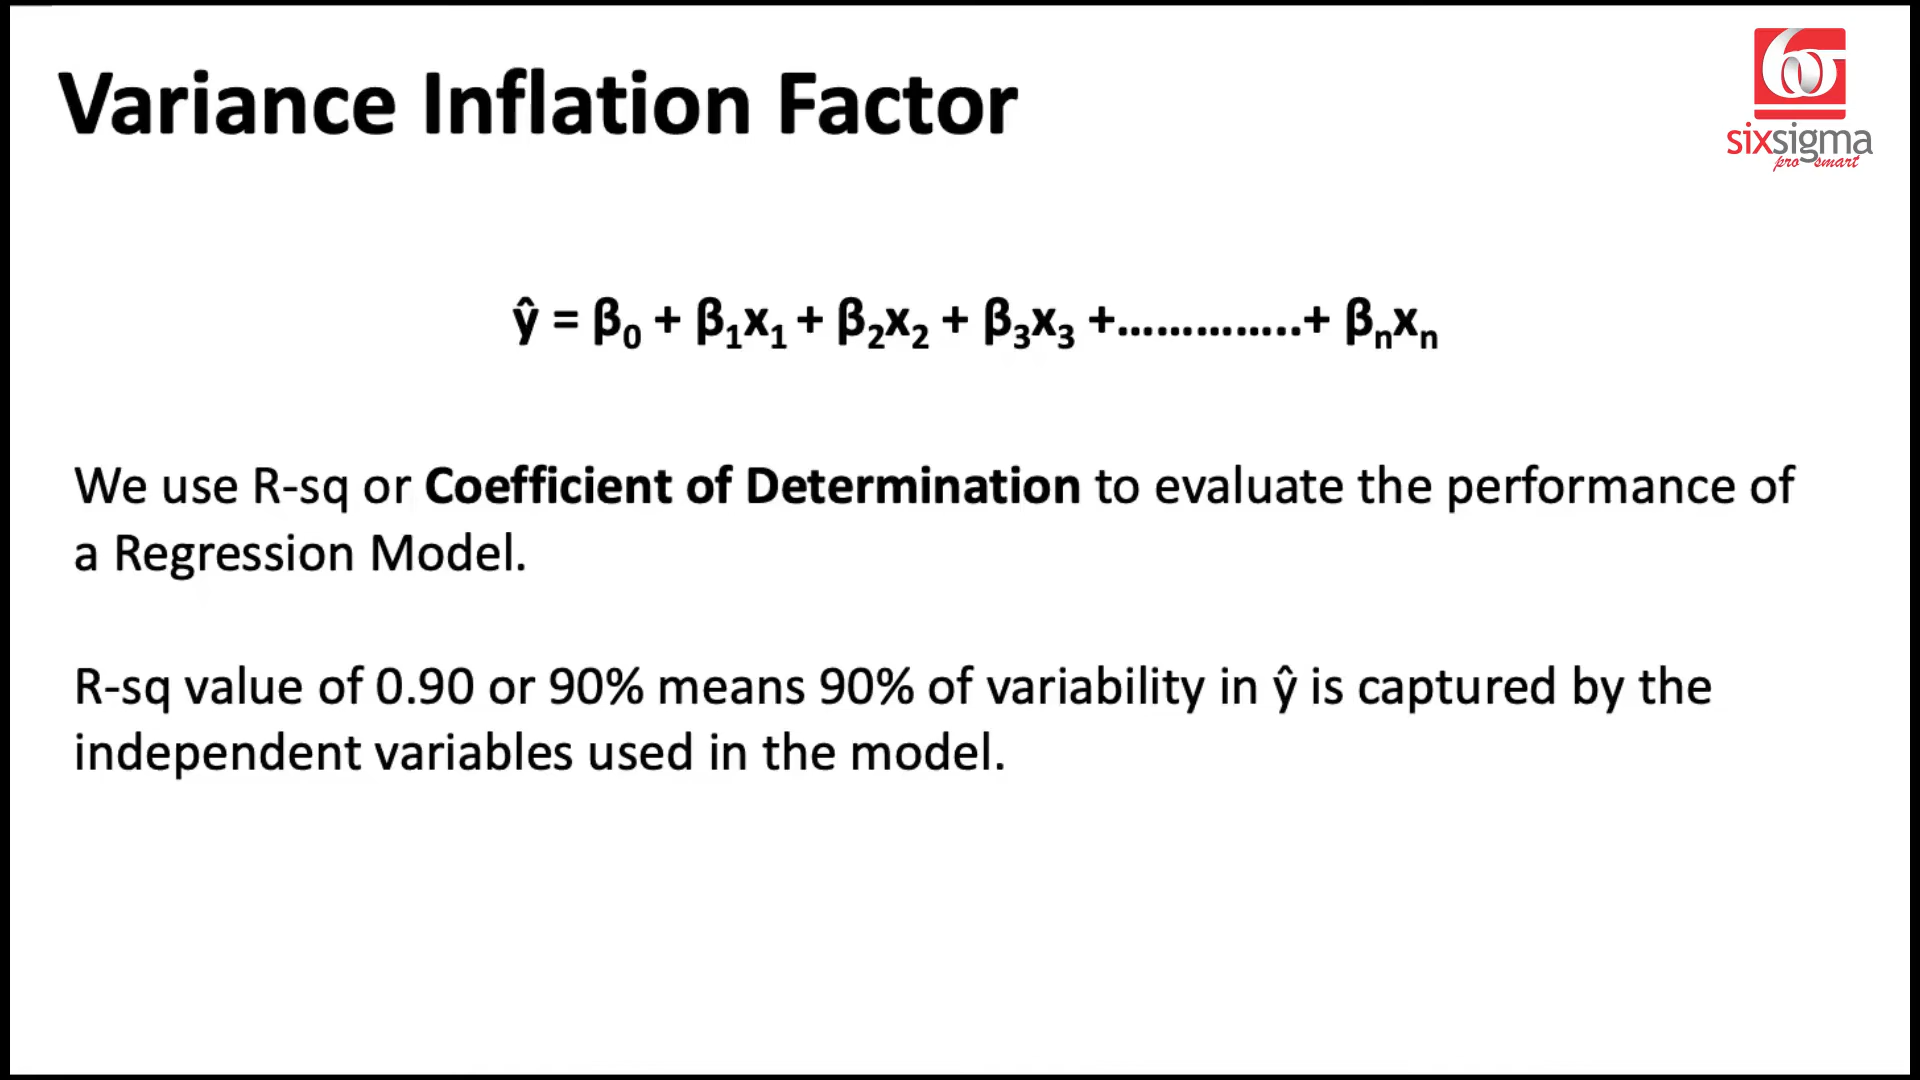 Variance Inflation Factor
sixsigma
pro smart
ŷ = β₀ + β₁x₁ + β₂x₂ + β₃x₃ +…………..+ βₙxₙ
We use R-sq or Coefficient of Determination to evaluate the performance of
a Regression Model.
R-sq value of 0.90 or 90% means 90% of variability in ŷ is captured by the
independent variables used in the model.